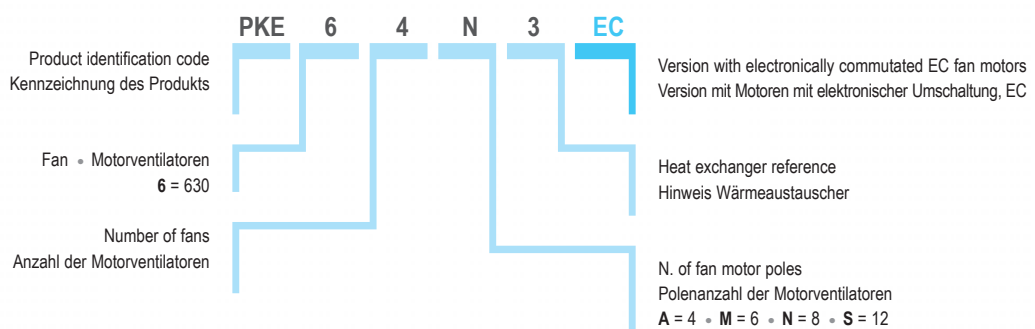 PKE 6 4 N 3 EC
Product identification code
Kennzeichnung des Produkts
Version with electronically commutated EC fan motors
Version mit Motoren mit elektronischer Umschaltung, EC
Fan • Motorventilatoren
6 = 630
Heat exchanger reference
Hinweis Wärmeaustauscher
Number of fans
Anzahl der Motorventilatoren
N. of fan motor poles
Polenanzahl der Motorventilatoren
A = 4 • M = 6 • N = 8 • S = 12